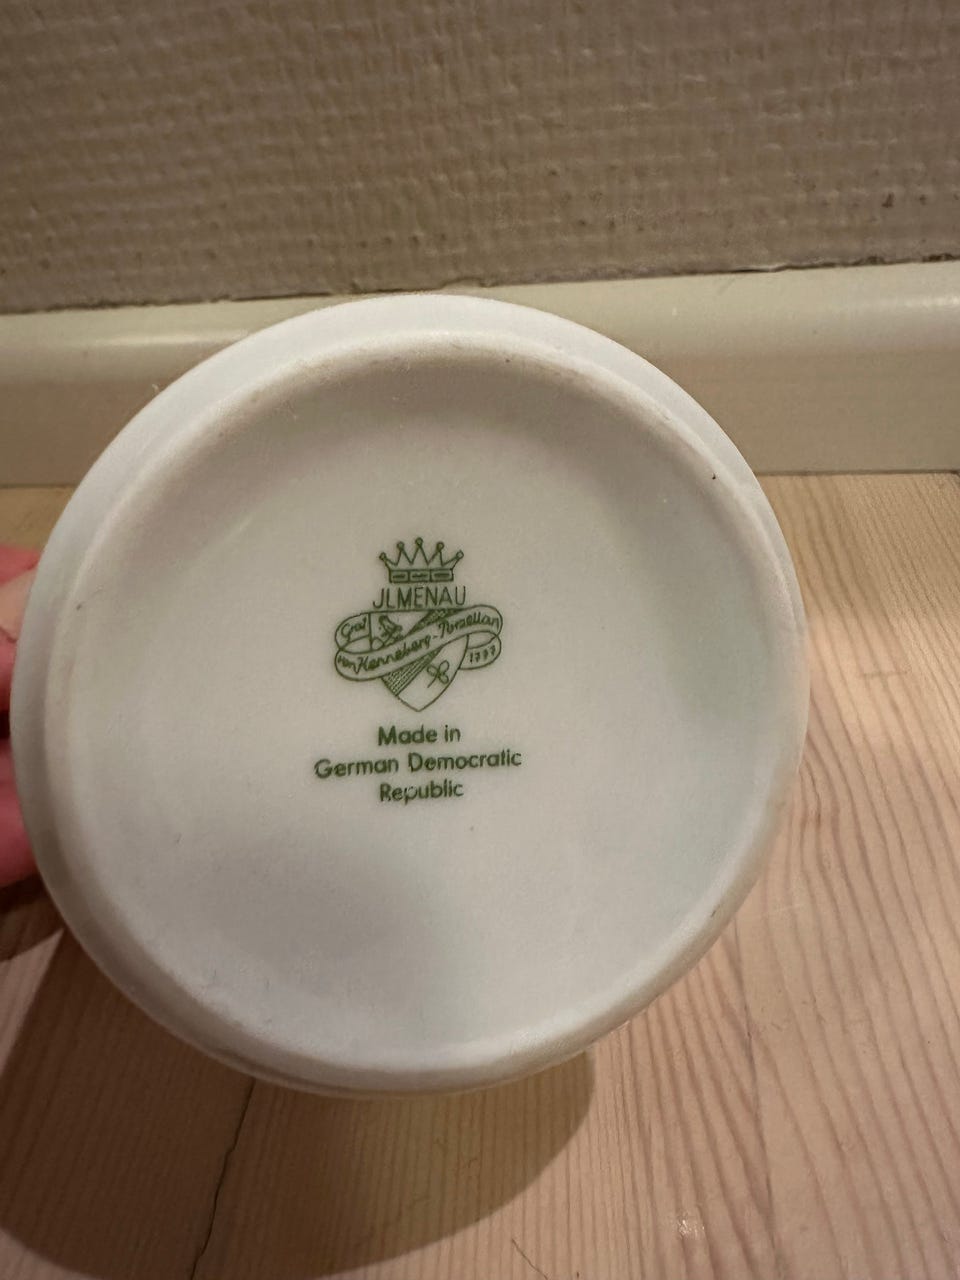 JLMENAU
Graf
von Henneberg-Porzellan
1777
Made in
German Democratic
Republic